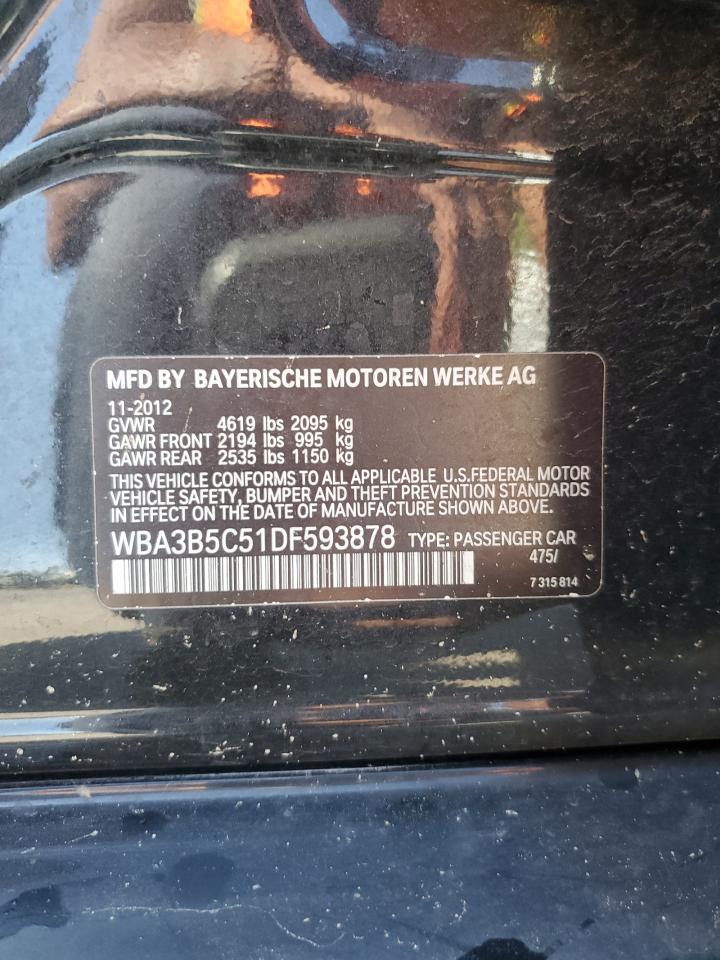 MFD BY BAYERISCHE MOTOREN WERKE AG
11-2012
GVWR 4619 lbs 2095 kg
GAWR FRONT 2194 lbs 995 kg
GAWR REAR 2535 lbs 1150 kg
THIS VEHICLE CONFORMS TO ALL APPLICABLE U.S.FEDERAL MOTOR
VEHICLE SAFETY, BUMPER AND THEFT PREVENTION STANDARDS
IN EFFECT ON THE DATE OF MANUFACTURE SHOWN ABOVE.
WBA3B5C51DF593878 TYPE: PASSENGER CAR
475/
7 315 814